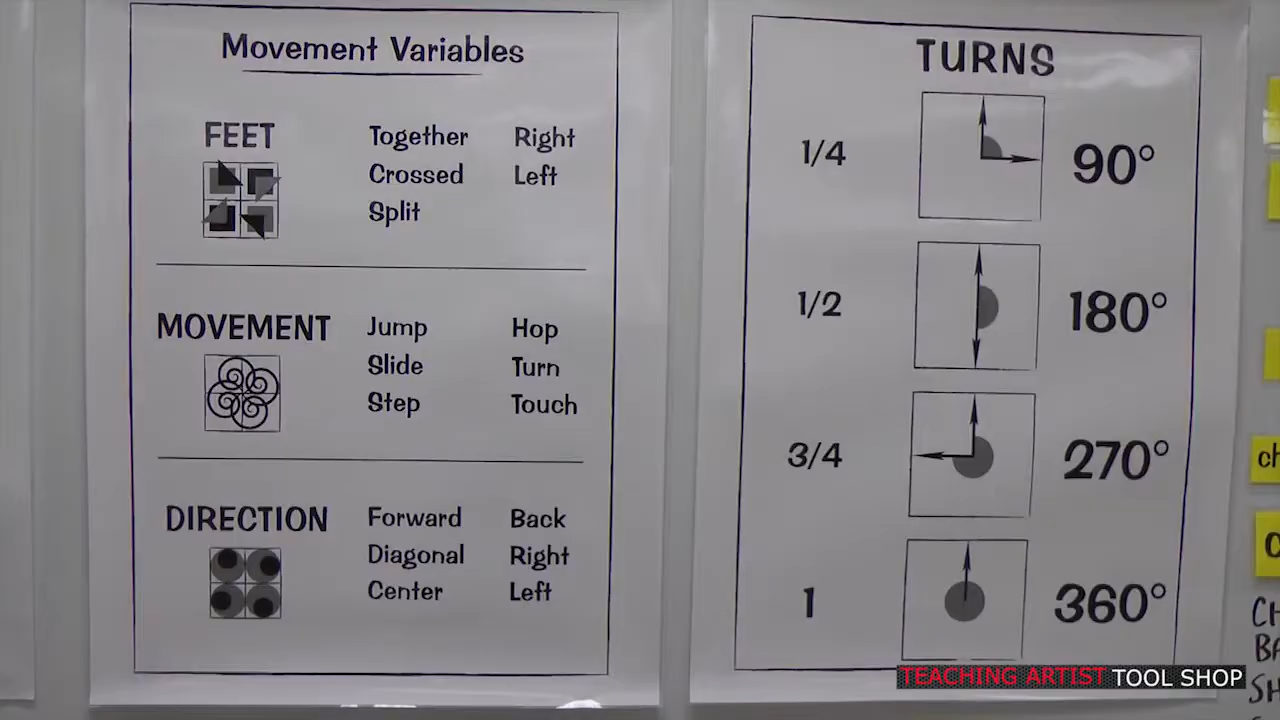 Movement Variables
FEET
Together Right
Crossed Left
Split
MOVEMENT
Jump Hop
Slide Turn
Step Touch
DIRECTION
Forward Back
Diagonal Right
Center Left
TURNS
1/4 90°
1/2 180°
3/4 270°
1 360°
TEACHING ARTIST TOOL SHOP